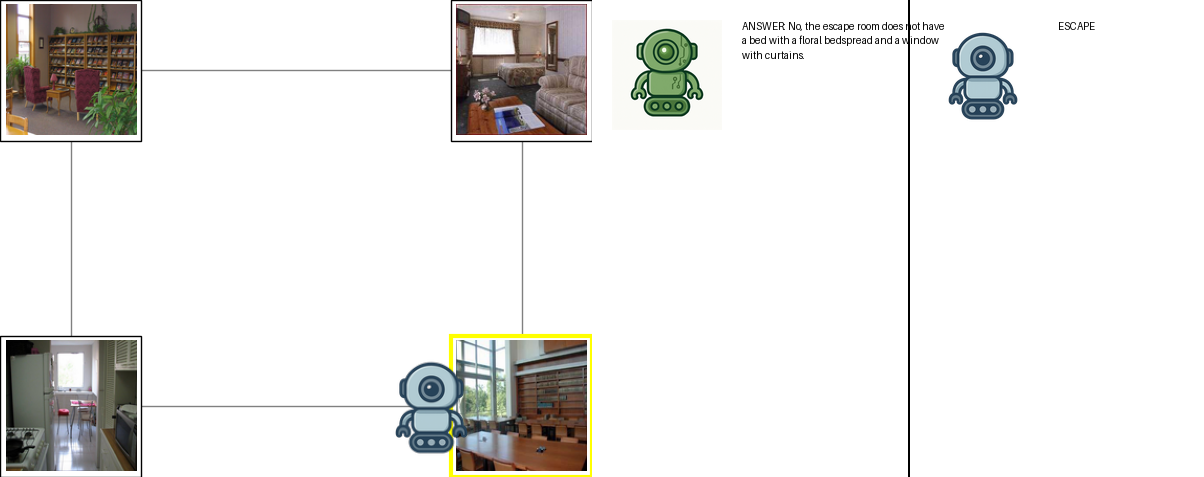 ANSWER: No, the escape room does not have
a bed with a floral bedspread and a window
with curtains.
ESCAPE